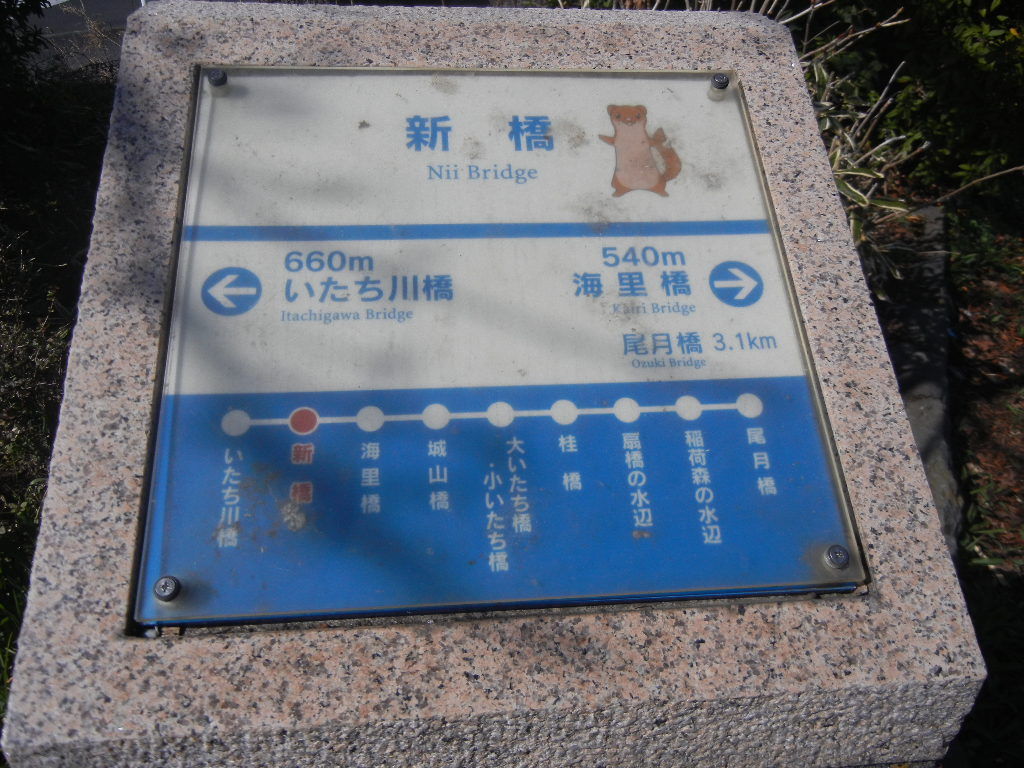 新 橋
Nii Bridge
660m
いたち川橋
Itachigawa Bridge
540m
海里橋
Kairi Bridge
尾月橋 3.1km
Ozuki Bridge
いたち川橋
新橋
海里橋
城山橋
大いたち橋
・小いたち橋
桂橋
扇橋の水辺
稲荷森の水辺
尾月橋